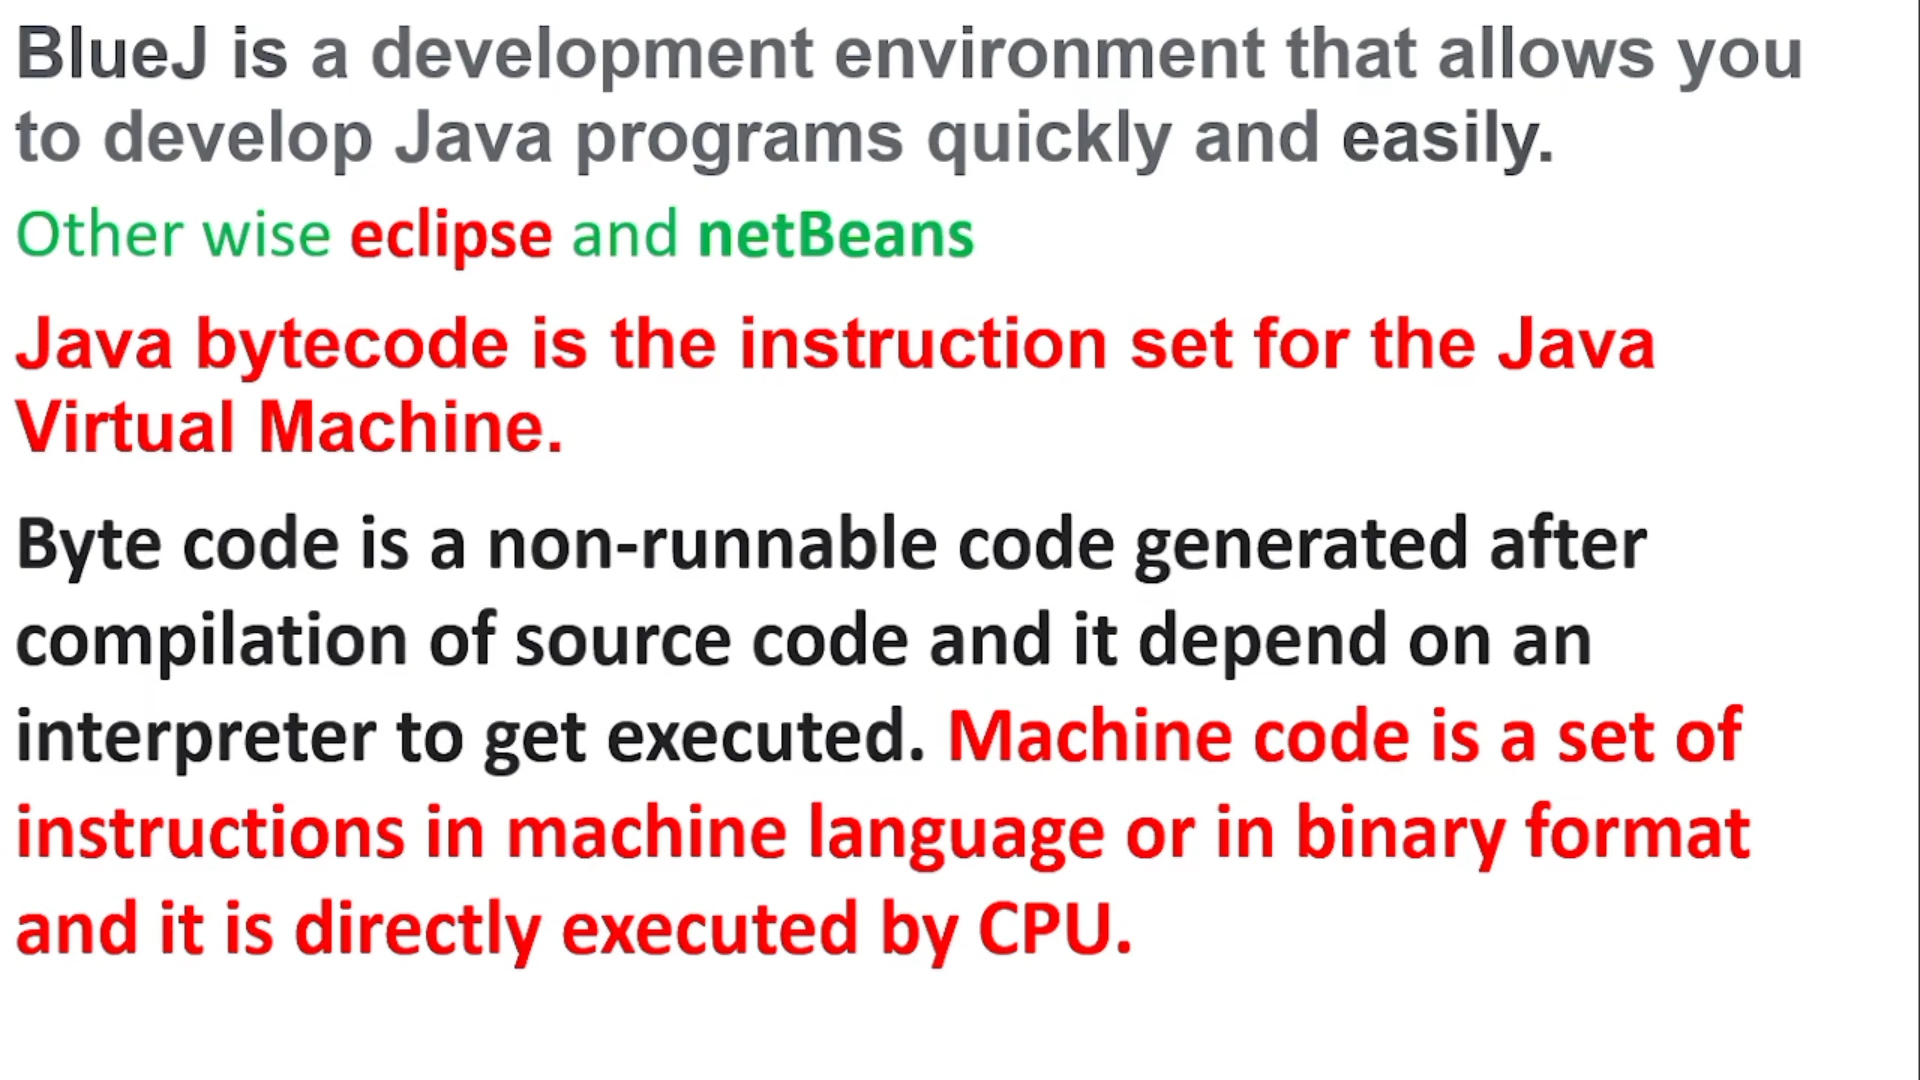 BlueJ is a development environment that allows you
to develop Java programs quickly and easily.
Other wise eclipse and netBeans
Java bytecode is the instruction set for the Java
Virtual Machine.
Byte code is a non-runnable code generated after
compilation of source code and it depend on an
interpreter to get executed. Machine code is a set of
instructions in machine language or in binary format
and it is directly executed by CPU.